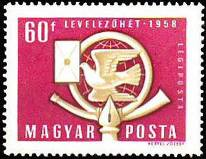 60f
LEVELEZŐHÉT-1958
LÉGIPOSTA
MAGYAR POSTA